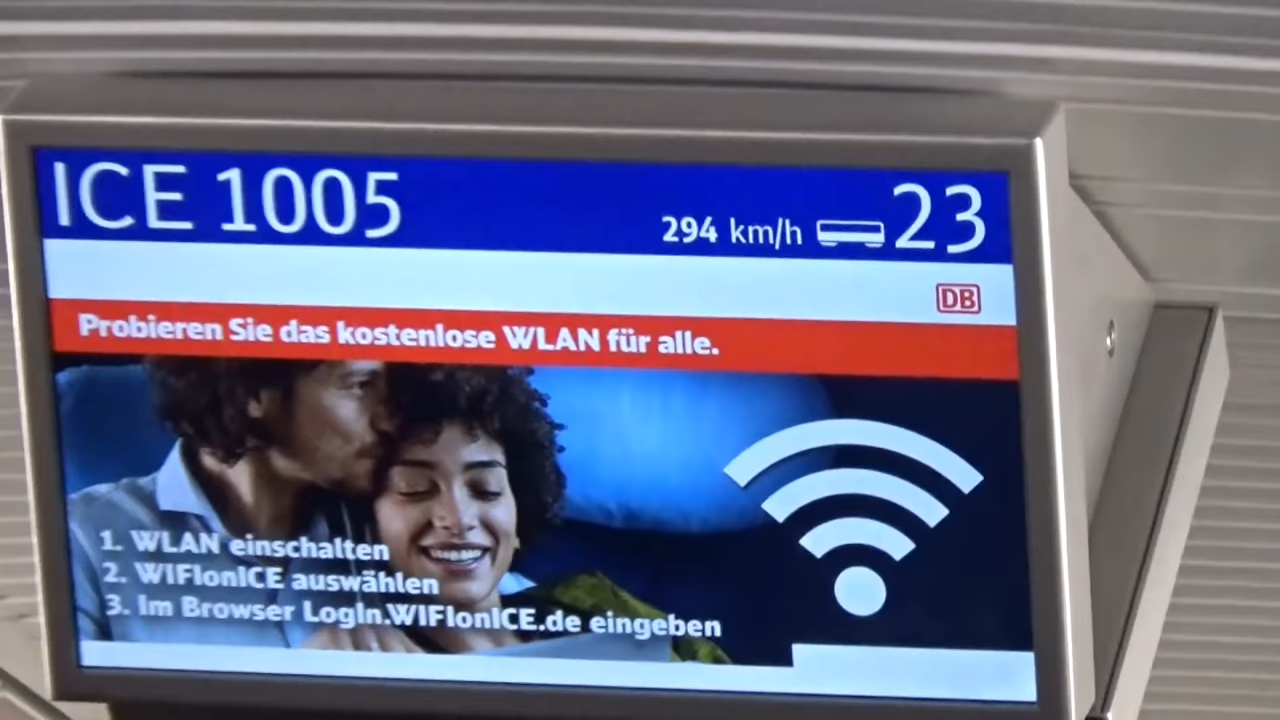 ICE 1005
294 km/h 23
DB
Probieren Sie das kostenlose WLAN für alle.
1. WLAN einschalten
2. WIFIonICE auswählen
3. Im Browser LogIn.WIFIonICE.de eingeben